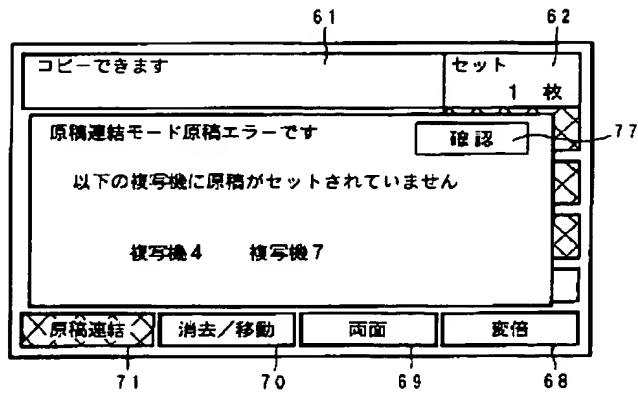 61 62
コピーできます セット
1 枚
原稿連結モード原稿エラーです 確認 77
以下の複写機に原稿がセットされていません
複写機4 複写機7
原稿連結 消去/移動 両面 変倍
71 70 69 68